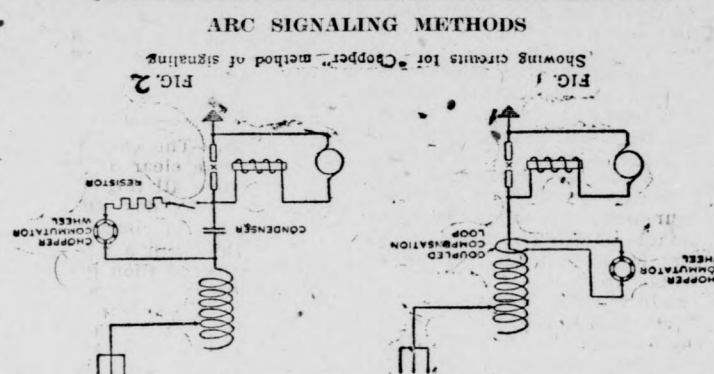 ARC SIGNALING METHODS
Showing circuits for "Chopper" method of signaling.
FIG. 1
FIG. 2
COUPLED
COMPENSATION
LOOP
CHOPPER
COMMUTATOR
WHEEL
RESISTOR
CHOPPER
COMMUTATOR
WHEEL
CONDENSER